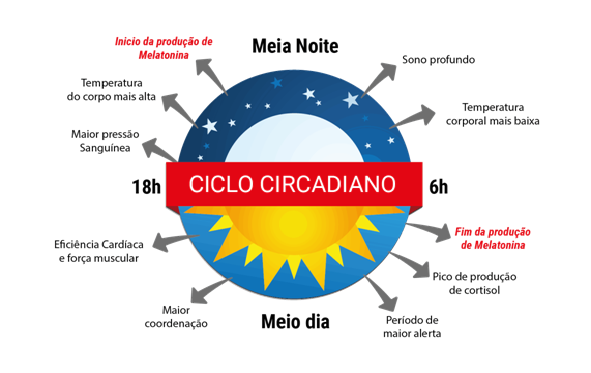 Inicio da produção de
Melatonina
Meia Noite
Sono profundo
Temperatura
do corpo mais alta
Temperatura
corporal mais baixa
Maior pressão
Sanguínea
18h
CICLO CIRCADIANO
6h
Fim da produção
de Melatonina
Eficiência Cardíaca
e força muscular
Pico de produção
de cortisol
Maior
coordenação
Meio dia
Período de
maior alerta